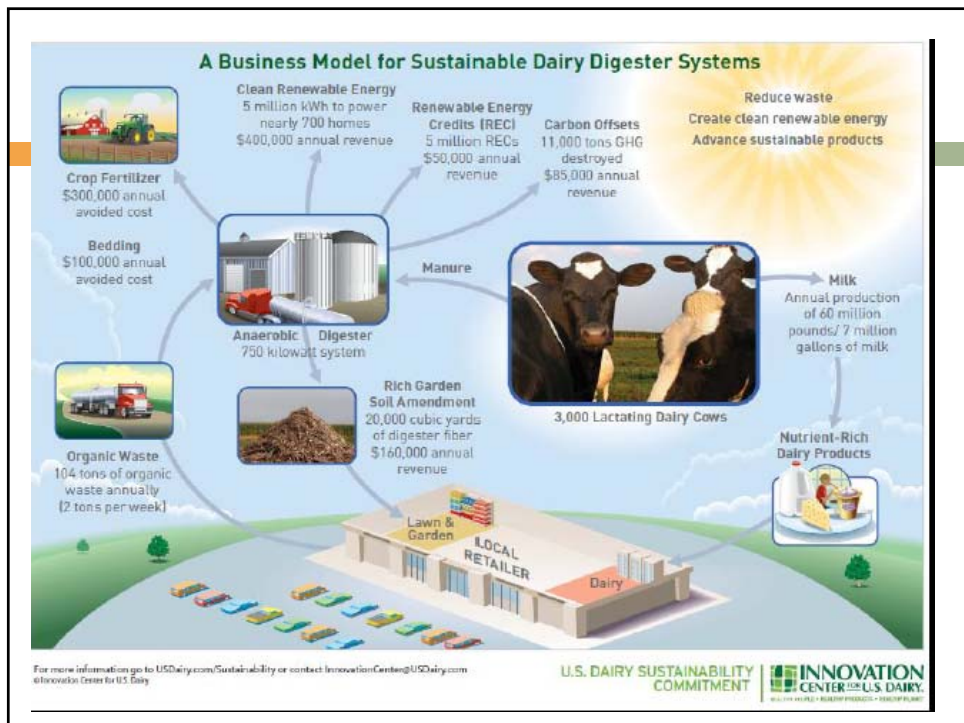 A Business Model for Sustainable Dairy Digester Systems
Clean Renewable Energy
5 million kWh to power
nearly 700 homes
$400,000 annual revenue
Renewable Energy
Credits (REC)
5 million RECs
$50,000 annual
revenue
Carbon Offsets
11,000 tons GHG
destroyed
$85,000 annual
revenue
Reduce waste
Create clean renewable energy
Advance sustainable products
Crop Fertilizer
$300,000 annual
avoided cost
Bedding
$100,000 annual
avoided cost
Manure
Anaerobic Digester
750 kilowatt system
Milk
Annual production
of 60 million
pounds/ 7 million
gallons of milk
3,000 Lactating Dairy Cows
Rich Garden
Soil Amendment
20,000 cubic yards
of digester fiber
$160,000 annual
revenue
Nutrient-Rich
Dairy Products
Organic Waste
104 tons of organic
waste annually
(2 tons per week)
Lawn &
Garden
LOCAL
RETAILER
Dairy
For more information go to USDairy.com/Sustainability or contact InnovationCenter@USDairy.com
© Innovation Center for U.S. Dairy
U.S. DAIRY SUSTAINABILITY
COMMITMENT
INNOVATION
CENTER FOR U.S. DAIRY.
HEALTHY PEOPLE • HEALTHY PRODUCTS • HEALTHY PLANET